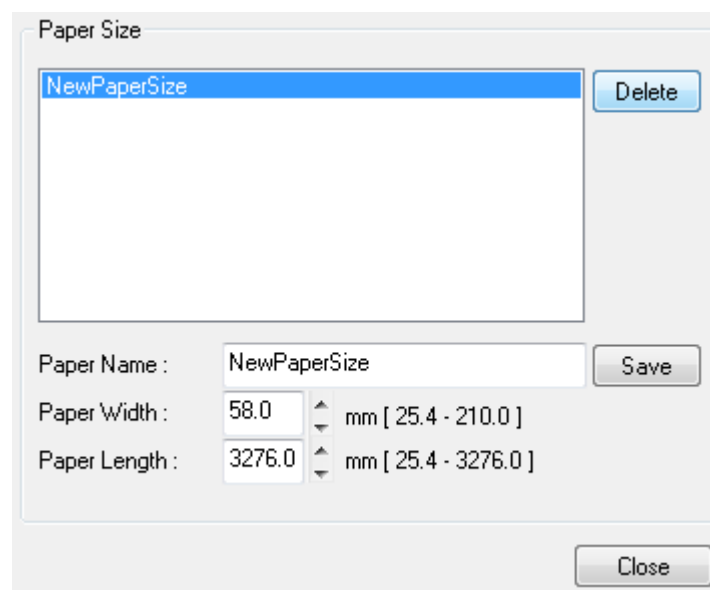 Paper Size
NewPaperSize
Delete
Paper Name : NewPaperSize Save
Paper Width : 58.0 mm [ 25.4 - 210.0 ]
Paper Length : 3276.0 mm [ 25.4 - 3276.0 ]
Close